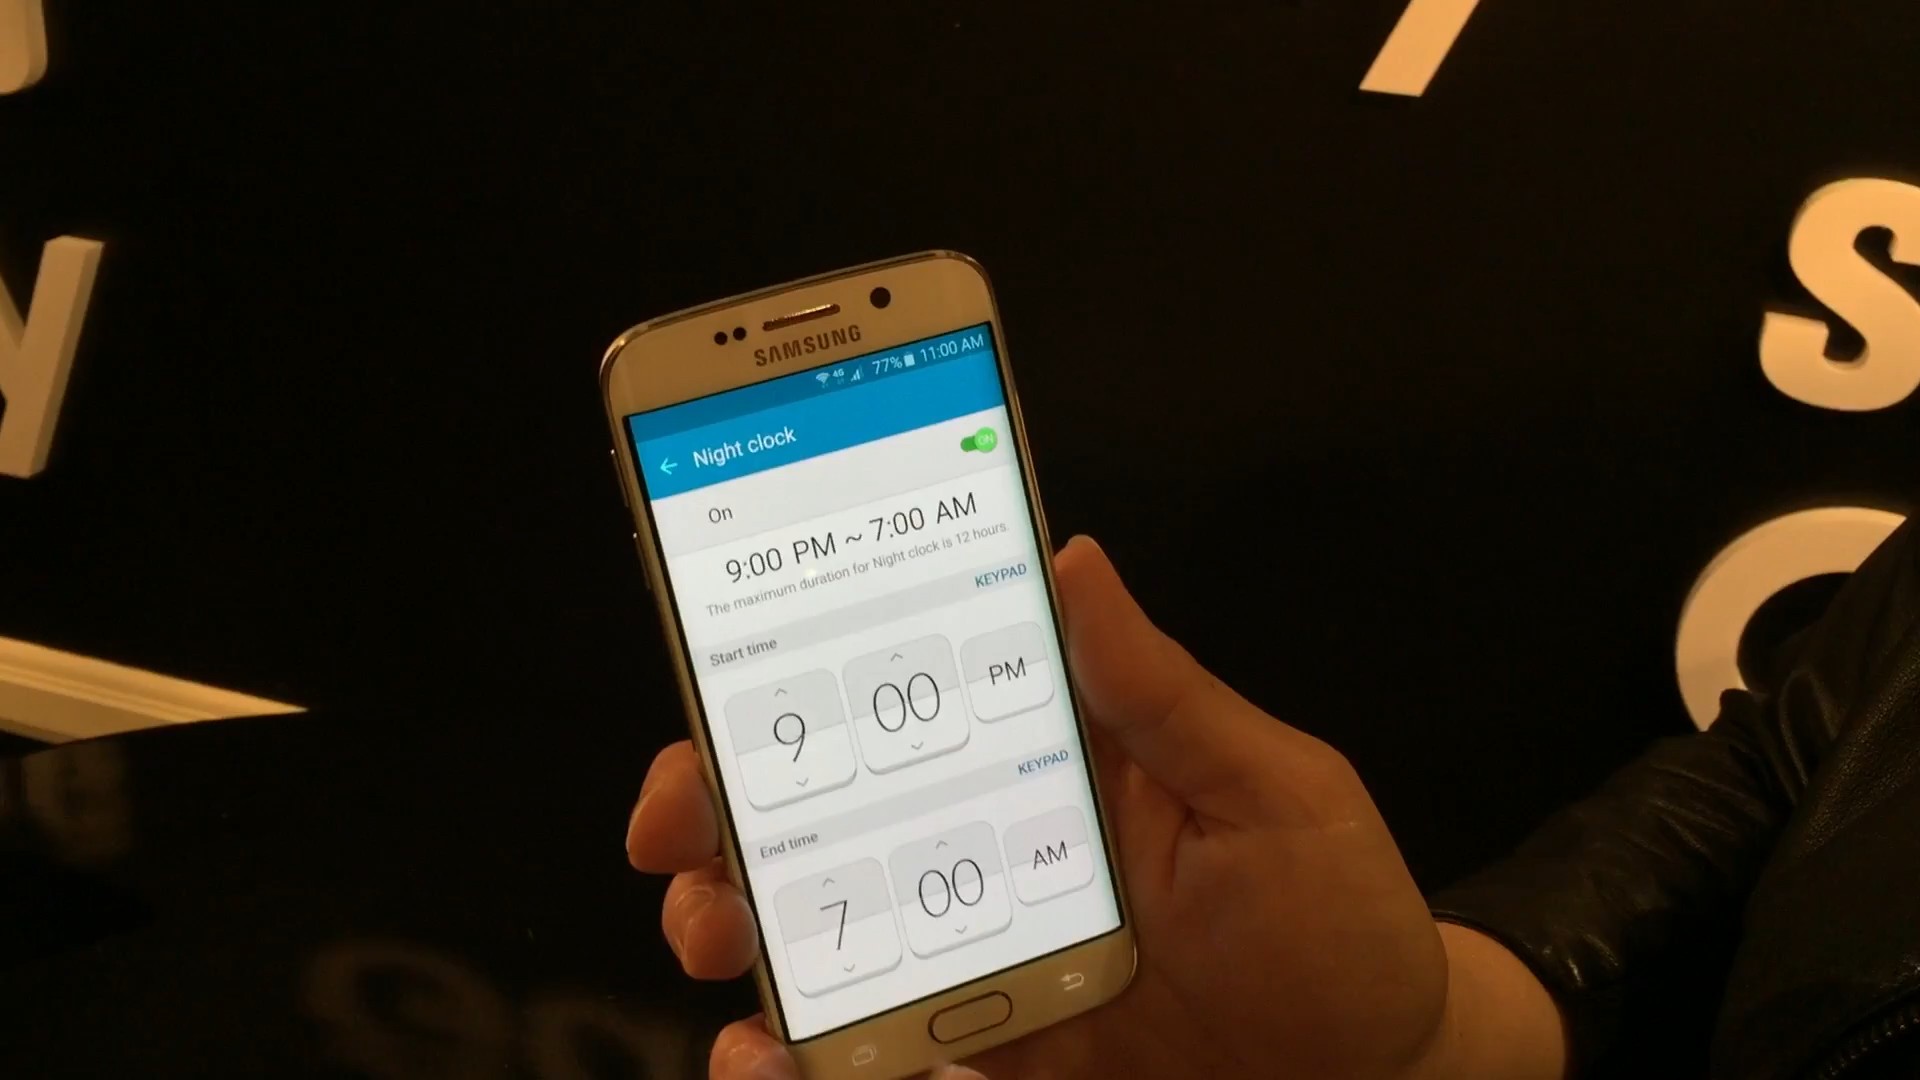 SAMSUNG
4G 77% 11:00 AM
Night clock
On ON
9:00 PM ~ 7:00 AM
The maximum duration for Night clock is 12 hours.
Start time KEYPAD
9 00 PM
End time KEYPAD
7 00 AM
y
S